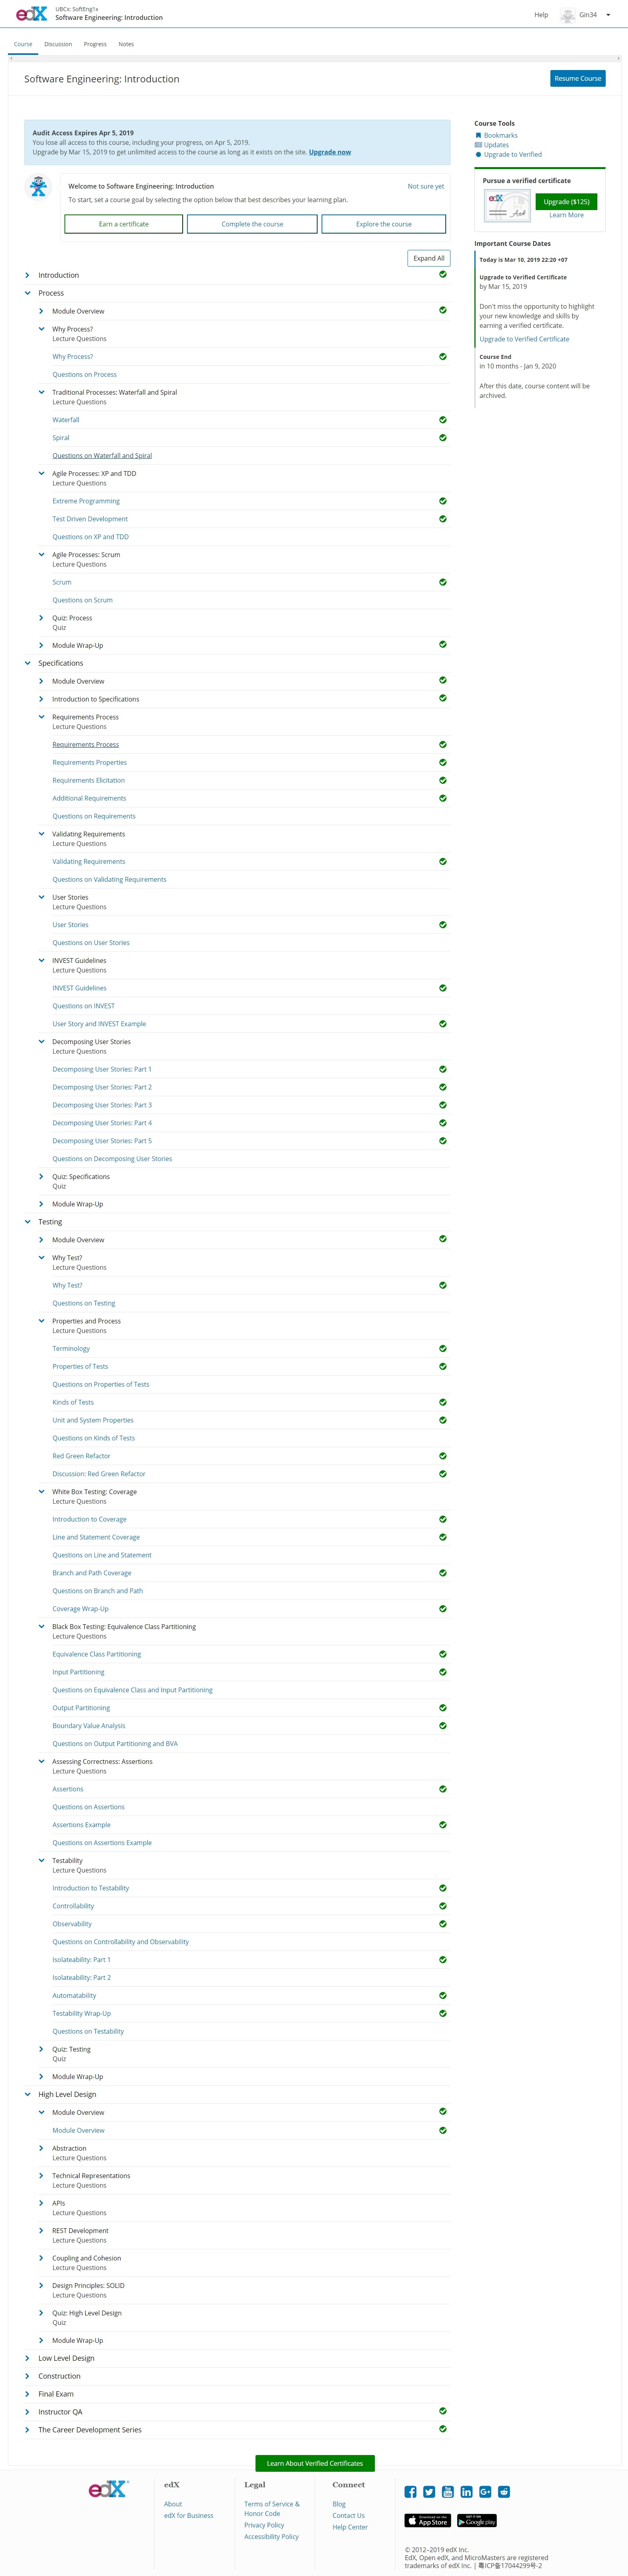 edX
UBCx: SoftEng1x
Software Engineering: Introduction
Help
Gin34
Course
Discussion
Progress
Notes
Software Engineering: Introduction
Resume Course
Audit Access Expires Apr 5, 2019
You lose all access to this course, including your progress, on Apr 5, 2019.
Upgrade by Mar 15, 2019 to get unlimited access to the course as long as it exists on the site. Upgrade now
Welcome to Software Engineering: Introduction
Not sure yet
To start, set a course goal by selecting the option below that best describes your learning plan.
Earn a certificate
Complete the course
Explore the course
Expand All
Introduction
Process
Module Overview
Why Process?
Lecture Questions
Why Process?
Questions on Process
Traditional Processes: Waterfall and Spiral
Lecture Questions
Waterfall
Spiral
Questions on Waterfall and Spiral
Agile Processes: XP and TDD
Lecture Questions
Extreme Programming
Test Driven Development
Questions on XP and TDD
Agile Processes: Scrum
Lecture Questions
Scrum
Questions on Scrum
Quiz: Process
Quiz
Module Wrap-Up
Specifications
Module Overview
Introduction to Specifications
Requirements Process
Lecture Questions
Requirements Process
Requirements Properties
Requirements Elicitation
Additional Requirements
Questions on Requirements
Validating Requirements
Lecture Questions
Validating Requirements
Questions on Validating Requirements
User Stories
Lecture Questions
User Stories
Questions on User Stories
INVEST Guidelines
Lecture Questions
INVEST Guidelines
Questions on INVEST
User Story and INVEST Example
Decomposing User Stories
Lecture Questions
Decomposing User Stories: Part 1
Decomposing User Stories: Part 2
Decomposing User Stories: Part 3
Decomposing User Stories: Part 4
Decomposing User Stories: Part 5
Questions on Decomposing User Stories
Quiz: Specifications
Quiz
Module Wrap-Up
Testing
Module Overview
Why Test?
Lecture Questions
Why Test?
Questions on Testing
Properties and Process
Lecture Questions
Terminology
Properties of Tests
Questions on Properties of Tests
Kinds of Tests
Unit and System Properties
Questions on Kinds of Tests
Red Green Refactor
Discussion: Red Green Refactor
White Box Testing: Coverage
Lecture Questions
Introduction to Coverage
Line and Statement Coverage
Questions on Line and Statement
Branch and Path Coverage
Questions on Branch and Path
Coverage Wrap-Up
Black Box Testing: Equivalence Class Partitioning
Lecture Questions
Equivalence Class Partitioning
Input Partitioning
Questions on Equivalence Class and Input Partitioning
Output Partitioning
Boundary Value Analysis
Questions on Output Partitioning and BVA
Assessing Correctness: Assertions
Lecture Questions
Assertions
Questions on Assertions
Assertions Example
Questions on Assertions Example
Testability
Lecture Questions
Introduction to Testability
Controllability
Observability
Questions on Controllability and Observability
Isolateability: Part 1
Isolateability: Part 2
Automatability
Testability Wrap-Up
Questions on Testability
Quiz: Testing
Quiz
Module Wrap-Up
High Level Design
Module Overview
Module Overview
Abstraction
Lecture Questions
Technical Representations
Lecture Questions
APIs
Lecture Questions
REST Development
Lecture Questions
Coupling and Cohesion
Lecture Questions
Design Principles: SOLID
Lecture Questions
Quiz: High Level Design
Quiz
Module Wrap-Up
Low Level Design
Construction
Final Exam
Instructor QA
The Career Development Series
Course Tools
Bookmarks
Updates
Upgrade to Verified
Pursue a verified certificate
edX
Upgrade ($125)
Learn More
Important Course Dates
Today is Mar 10, 2019 22:20 +07
Upgrade to Verified Certificate
by Mar 15, 2019
Don't miss the opportunity to highlight
your new knowledge and skills by
earning a verified certificate.
Upgrade to Verified Certificate
Course End
in 10 months - Jan 9, 2020
After this date, course content will be
archived.
Learn About Verified Certificates
edX
edX
About
edX for Business
Legal
Terms of Service &
Honor Code
Privacy Policy
Accessibility Policy
Connect
Blog
Contact Us
Help Center
Download on the
App Store
GET IT ON
Google play
© 2012–2019 edX Inc.
EdX, Open edX, and MicroMasters are registered
trademarks of edX Inc. | 粤ICP备17044299号-2